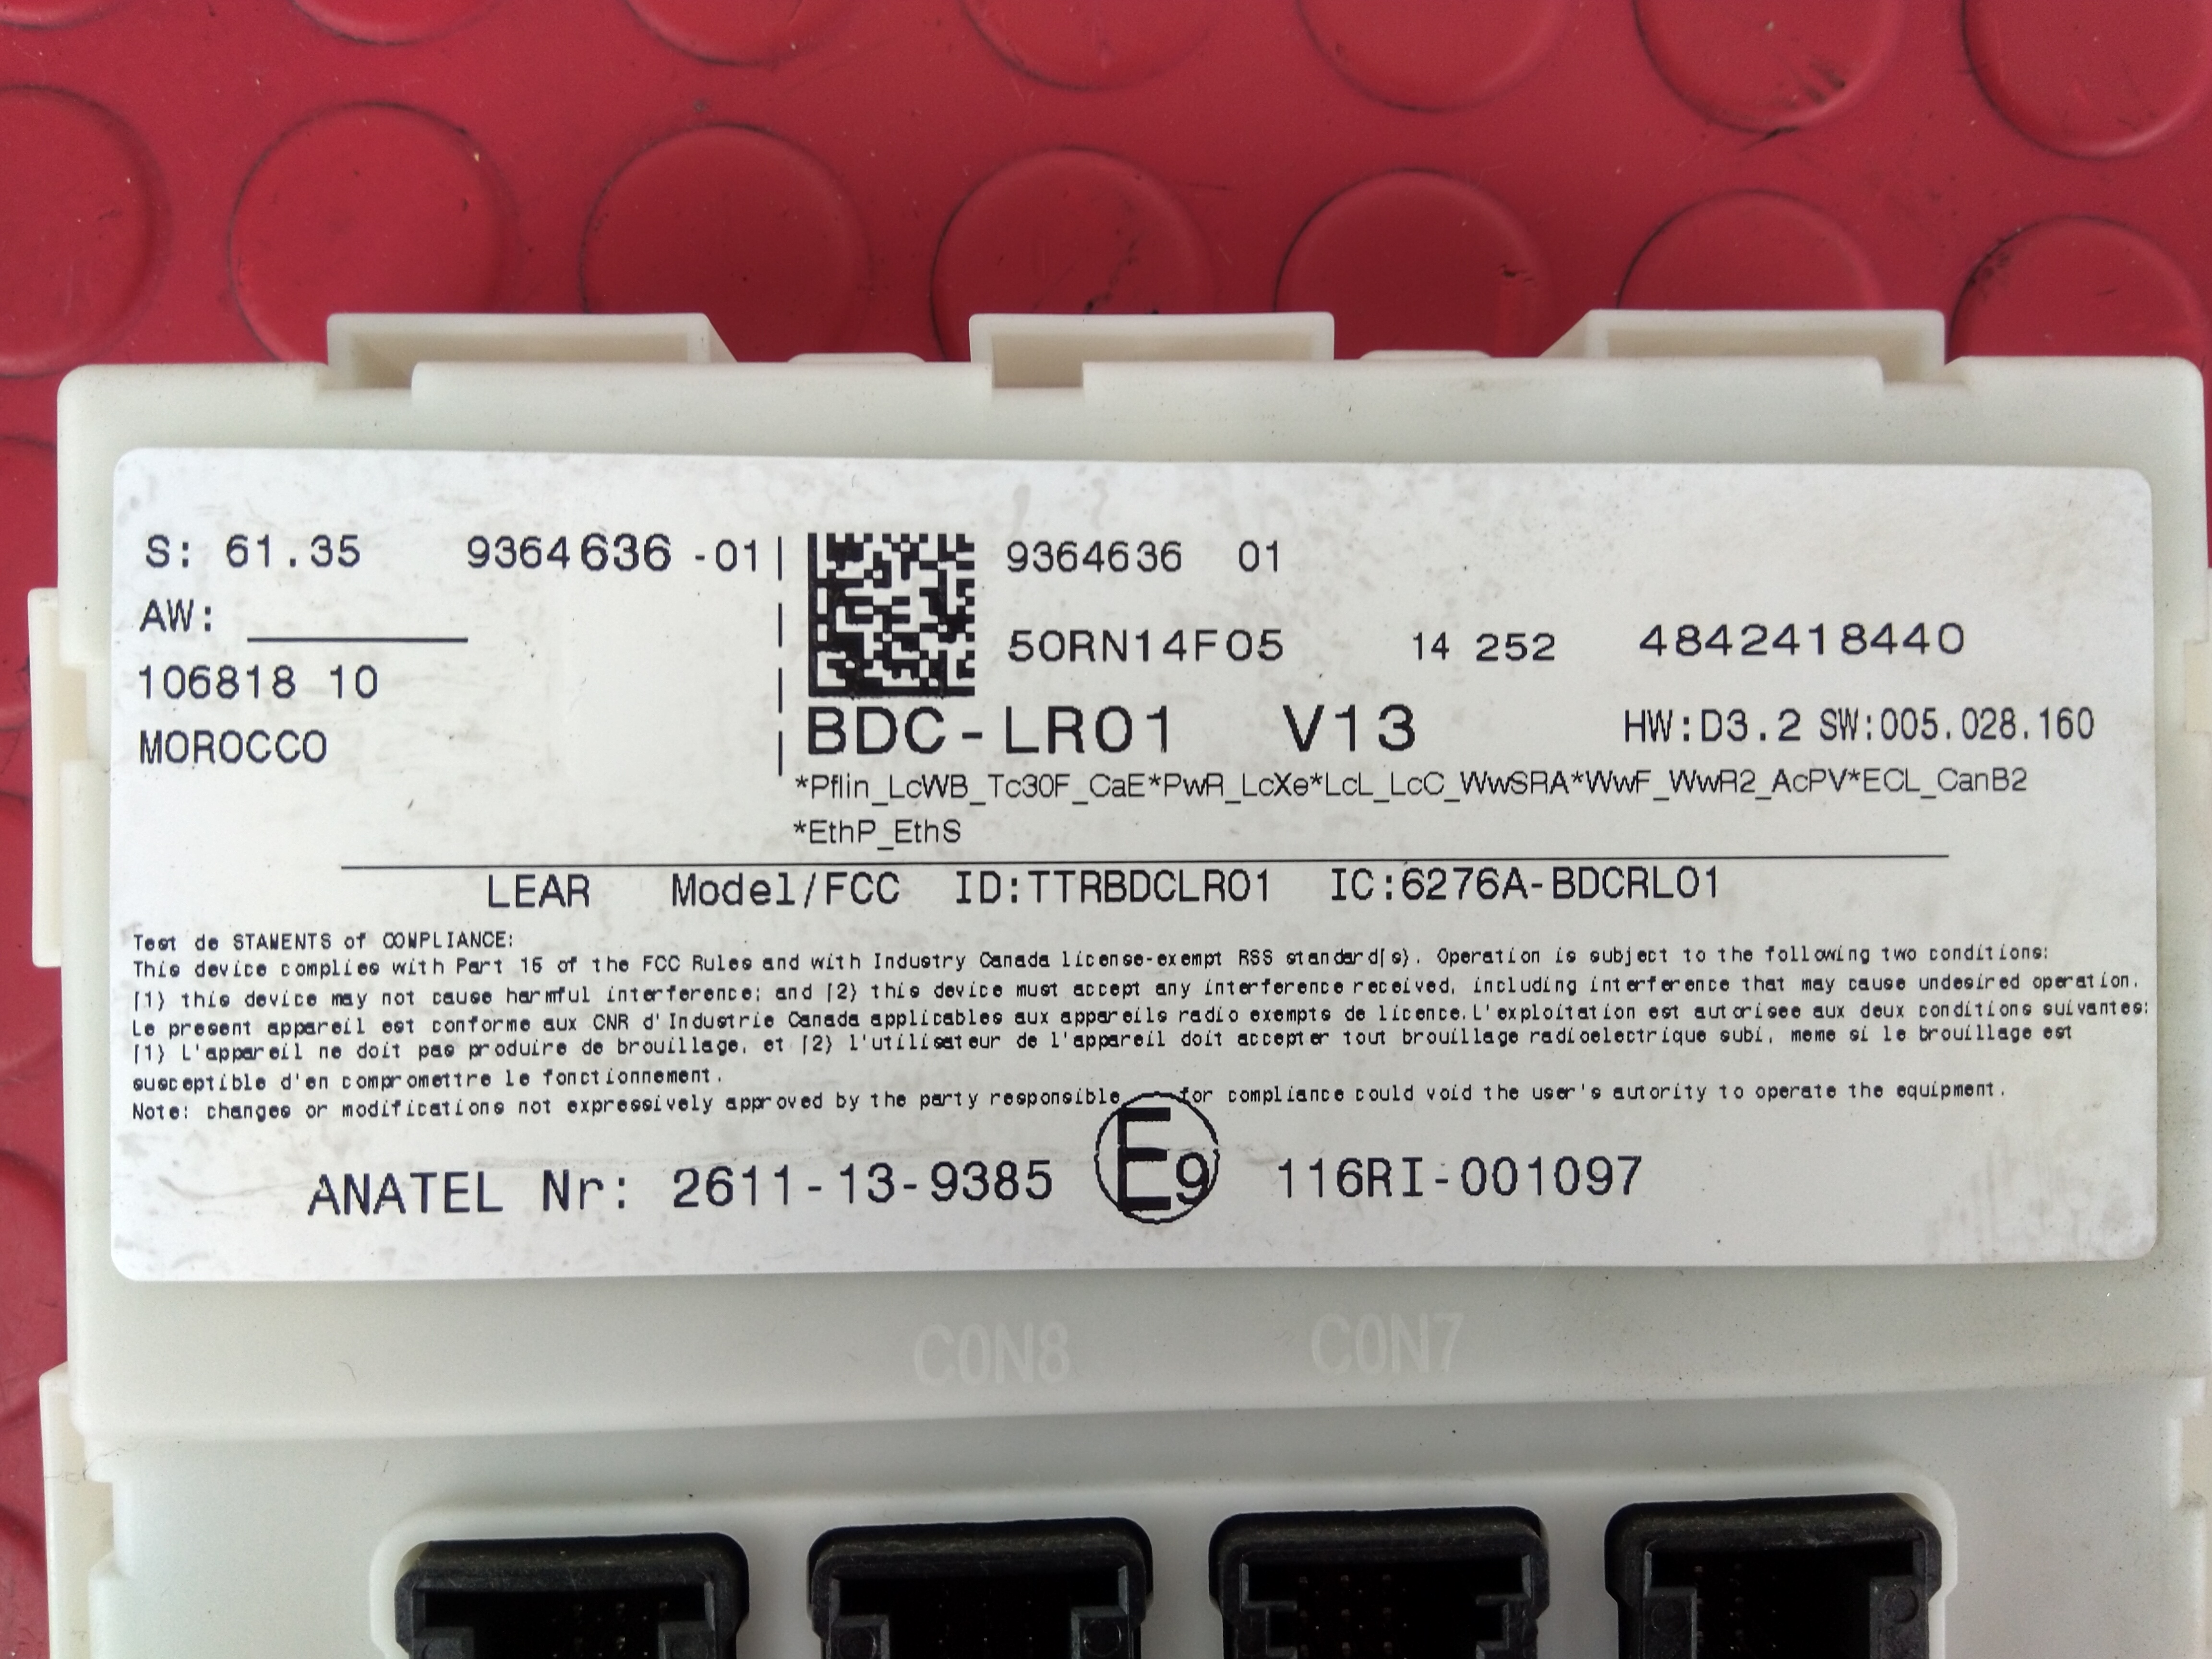 S: 61.35 9364636 -01
AW:
106818 10
MOROCCO
9364636 01
50RN14F05 14 252 4842418440
BDC-LR01 V13 HW:D3.2 SW:005.028.160
*Pflin_LcWB_Tc30F_CaE*PwR_LcXe*LcL_LcC_WwSRA*WwF_WwR2_AcPV*ECL_CanB2
*EthP_EthS
LEAR Model/FCC ID:TTRBDCLR01 IC:6276A-BDCRL01
Test de STAMENTS of COMPLIANCE:
This device complies with Part 15 of the FCC Rules and with Industry Canada license-exempt RSS standard(s). Operation is subject to the following two conditions:
(1) this device may not cause harmful interference; and (2) this device must accept any interference received, including interference that may cause undesired operation.
Le present appareil est conforme aux CNR d'Industrie Canada applicables aux appareils radio exempts de licence.L'exploitation est autorisee aux deux conditions suivantes:
(1) L'appareil ne doit pas produire de brouillage, et (2) l'utilisateur de l'appareil doit accepter tout brouillage radioelectrique subi, meme si le brouillage est
susceptible d'en compromettre le fonctionnement.
Note: changes or modifications not expressively approved by the party responsible for compliance could void the user's autority to operate the equipment.
ANATEL Nr: 2611-13-9385 E9 116RI-001097
CON8 CON7